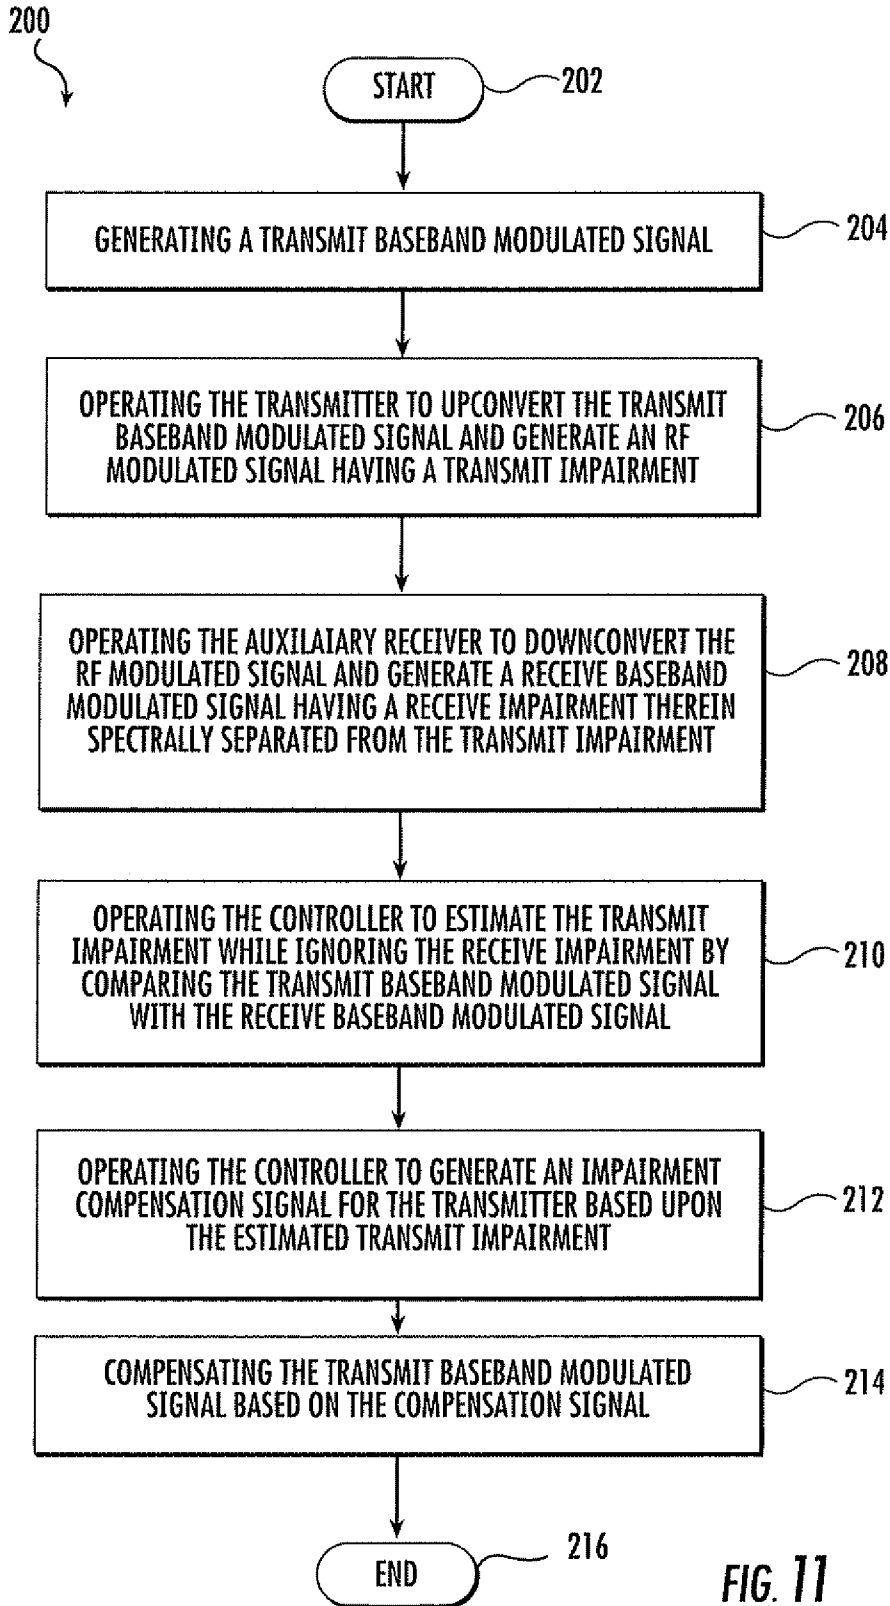 200
START
202
GENERATING A TRANSMIT BASEBAND MODULATED SIGNAL
204
OPERATING THE TRANSMITTER TO UPCONVERT THE TRANSMIT
BASEBAND MODULATED SIGNAL AND GENERATE AN RF
MODULATED SIGNAL HAVING A TRANSMIT IMPAIRMENT
206
OPERATING THE AUXILAIARY RECEIVER TO DOWNCONVERT THE
RF MODULATED SIGNAL AND GENERATE A RECEIVE BASEBAND
MODULATED SIGNAL HAVING A RECEIVE IMPAIRMENT THEREIN
SPECTRALLY SEPARATED FROM THE TRANSMIT IMPAIRMENT
208
OPERATING THE CONTROLLER TO ESTIMATE THE TRANSMIT
IMPAIRMENT WHILE IGNORING THE RECEIVE IMPAIRMENT BY
COMPARING THE TRANSMIT BASEBAND MODULATED SIGNAL
WITH THE RECEIVE BASEBAND MODULATED SIGNAL
210
OPERATING THE CONTROLLER TO GENERATE AN IMPAIRMENT
COMPENSATION SIGNAL FOR THE TRANSMITTER BASED UPON
THE ESTIMATED TRANSMIT IMPAIRMENT
212
COMPENSATING THE TRANSMIT BASEBAND MODULATED
SIGNAL BASED ON THE COMPENSATION SIGNAL
214
END
216
FIG. 11